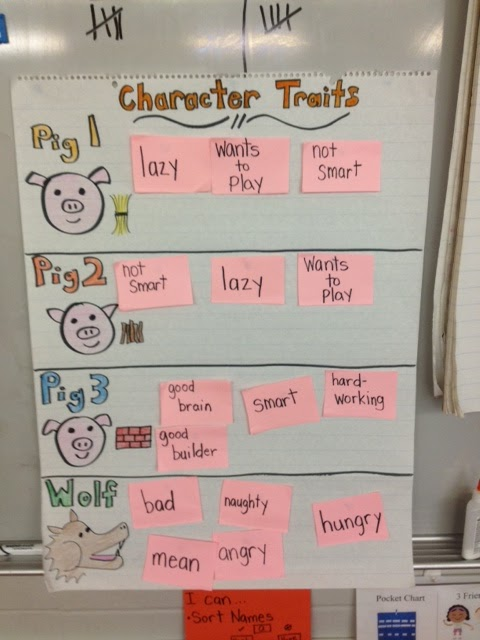 Character Traits
Pig 1
lazy
Wants
to
Play
not
Smart
Pig 2
not
Smart
lazy
Wants
to
Play
Pig 3
good
brain
smart
hard-
working
good
builder
Wolf
bad
naughty
hungry
mean
angry
I can...
• Sort Names
Pocket Chart